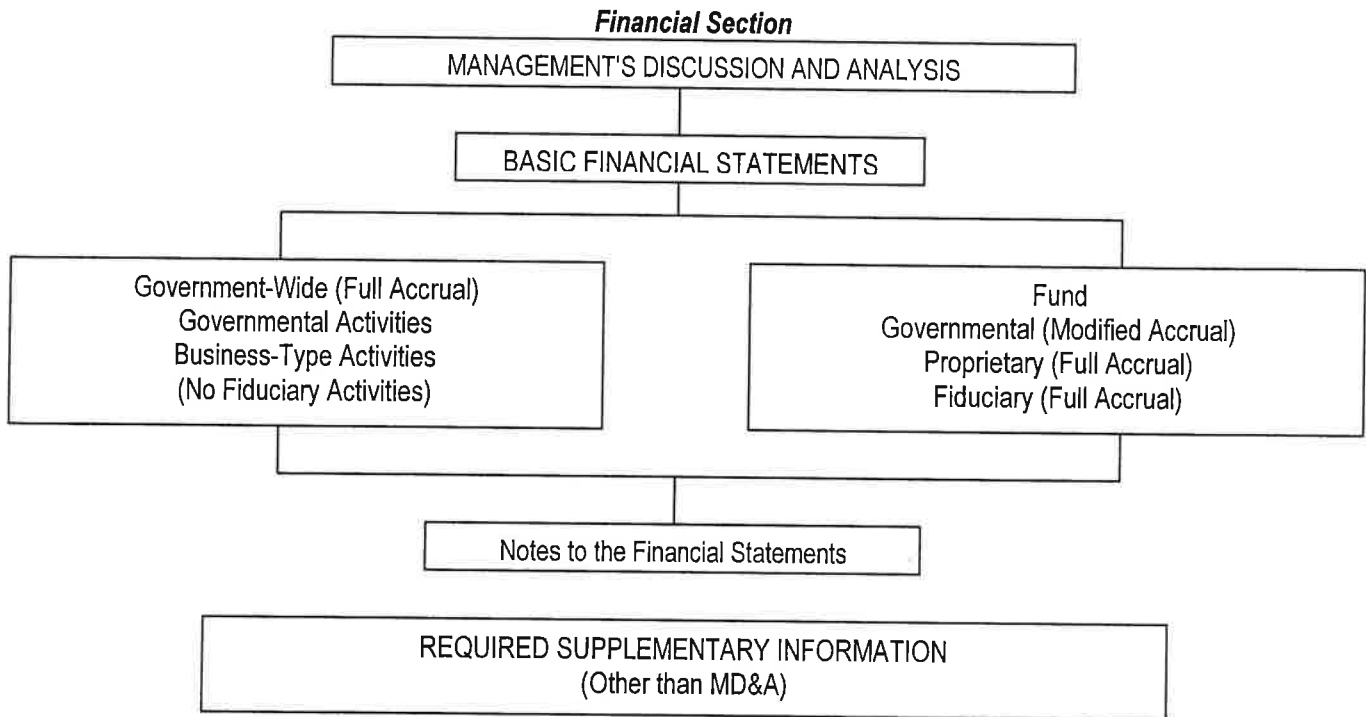 Financial Section
MANAGEMENT'S DISCUSSION AND ANALYSIS
BASIC FINANCIAL STATEMENTS
Government-Wide (Full Accrual)
Governmental Activities
Business-Type Activities
(No Fiduciary Activities)
Fund
Governmental (Modified Accrual)
Proprietary (Full Accrual)
Fiduciary (Full Accrual)
Notes to the Financial Statements
REQUIRED SUPPLEMENTARY INFORMATION
(Other than MD&A)